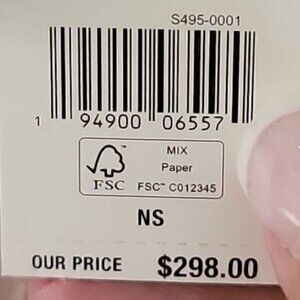 S495-0001
1 94900 06557
MIX
Paper
FSC FSC™ C012345
NS
OUR PRICE $298.00